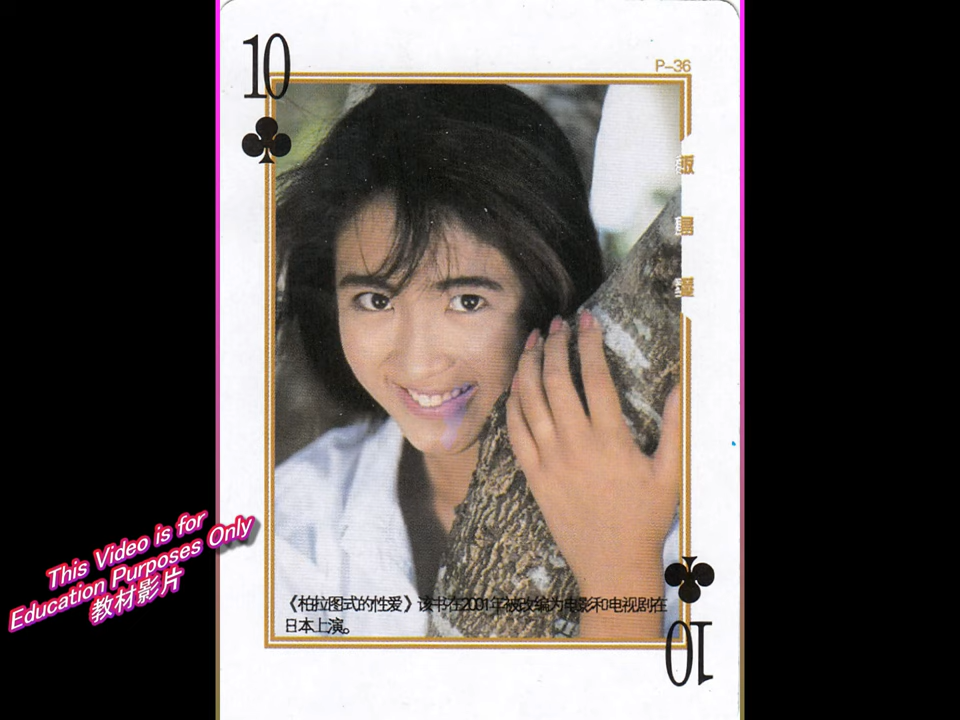 10
P-36
飯
島
愛
This Video is for
Education Purposes Only
教材影片
《柏拉图式的性爱》该书在2001年被改编为电影和电视剧在
日本上演。
10